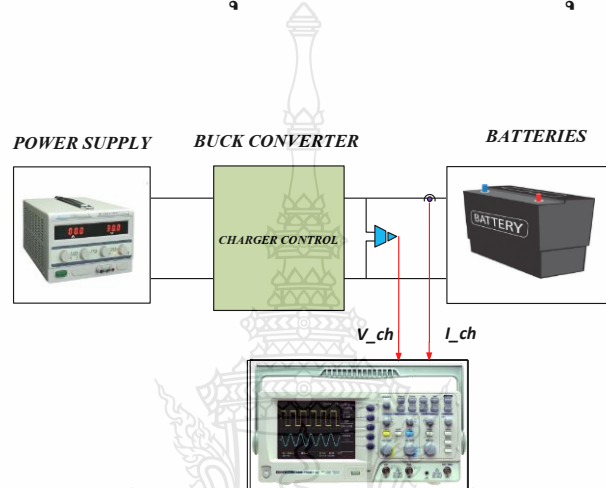 POWER SUPPLY
BUCK CONVERTER
BATTERIES
CHARGER CONTROL
BATTERY
V_ch
I_ch